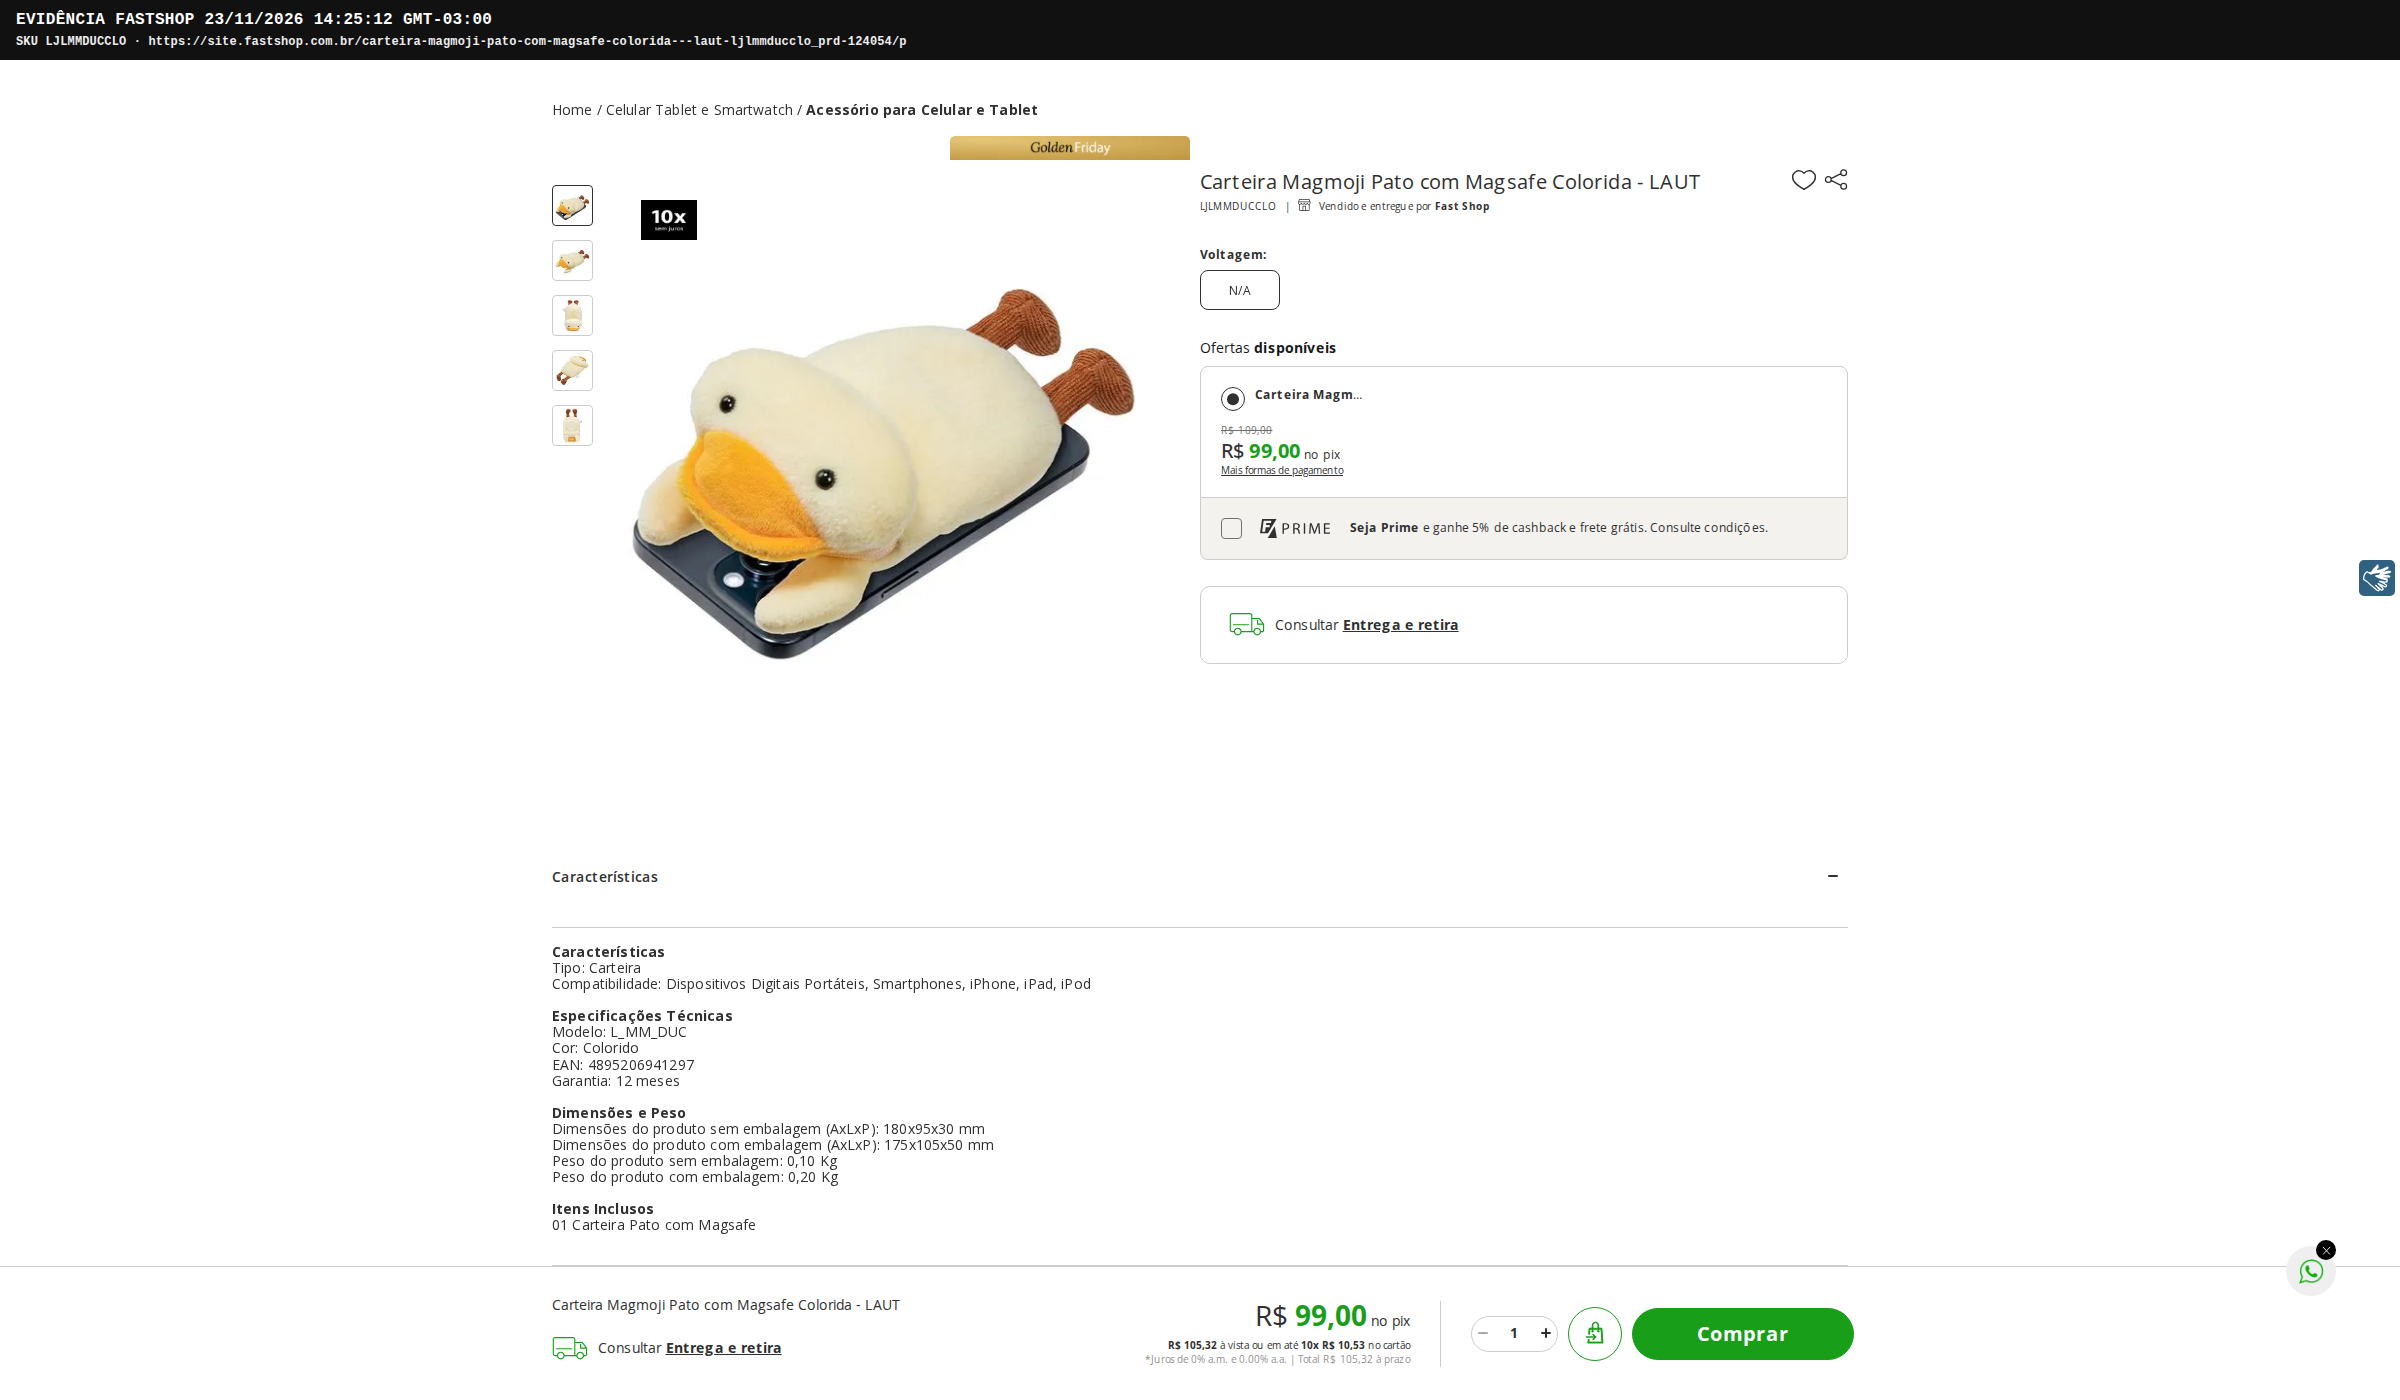 EVIDÊNCIA FASTSHOP 23/11/2026 14:25:12 GMT-03:00
SKU LJLMMDUCCLO · https://site.fastshop.com.br/carteira-magmoji-pato-com-magsafe-colorida---laut-ljlmmducclo_prd-124054/p
Home / Celular Tablet e Smartwatch / Acessório para Celular e Tablet
Golden Friday
10x
sem juros
Carteira Magmoji Pato com Magsafe Colorida - LAUT
LJLMMDUCCLO | Vendido e entregue por Fast Shop
Voltagem:
N/A
Ofertas disponíveis
Carteira Magm...
R$ 109,00
R$ 99,00 no pix
Mais formas de pagamento
PRIME Seja Prime e ganhe 5% de cashback e frete grátis. Consulte condições.
Consultar Entrega e retira
Características
Características
Tipo: Carteira
Compatibilidade: Dispositivos Digitais Portáteis, Smartphones, iPhone, iPad, iPod
Especificações Técnicas
Modelo: L_MM_DUC
Cor: Colorido
EAN: 4895206941297
Garantia: 12 meses
Dimensões e Peso
Dimensões do produto sem embalagem (AxLxP): 180x95x30 mm
Dimensões do produto com embalagem (AxLxP): 175x105x50 mm
Peso do produto sem embalagem: 0,10 Kg
Peso do produto com embalagem: 0,20 Kg
Itens Inclusos
01 Carteira Pato com Magsafe
Carteira Magmoji Pato com Magsafe Colorida - LAUT
Consultar Entrega e retira
R$ 99,00 no pix
R$ 105,32 à vista ou em até 10x R$ 10,53 no cartão
*Juros de 0% a.m. e 0.00% a.a. | Total R$ 105,32 à prazo
1
Comprar